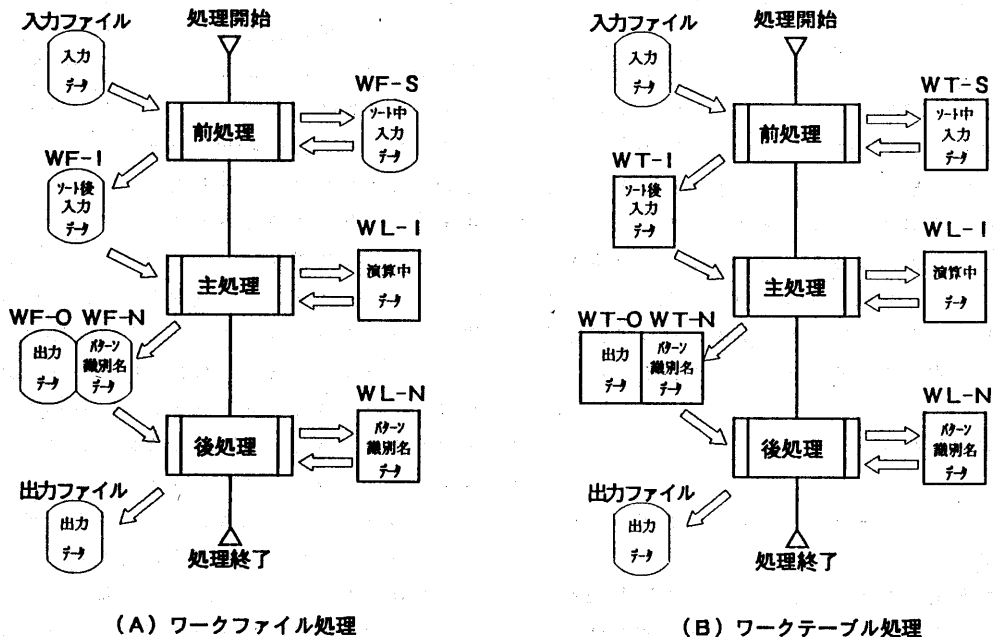 処理開始
入力ファイル
入力
データ
WF-S
ソート中
入力
データ
前処理
WF-I
ソート後
入力
データ
WL-I
演算中
データ
主処理
WF-O WF-N
出力
データ
パターン
識別名
データ
WL-N
パターン
識別名
データ
後処理
出力ファイル
出力
データ
処理終了
(A)ワークファイル処理
処理開始
入力ファイル
入力
データ
WT-S
ソート中
入力
データ
前処理
WT-I
ソート後
入力
データ
WL-I
演算中
データ
主処理
WT-O WT-N
出力
データ
パターン
識別名
データ
WL-N
パターン
識別名
データ
後処理
出力ファイル
出力
データ
処理終了
(B)ワークテーブル処理